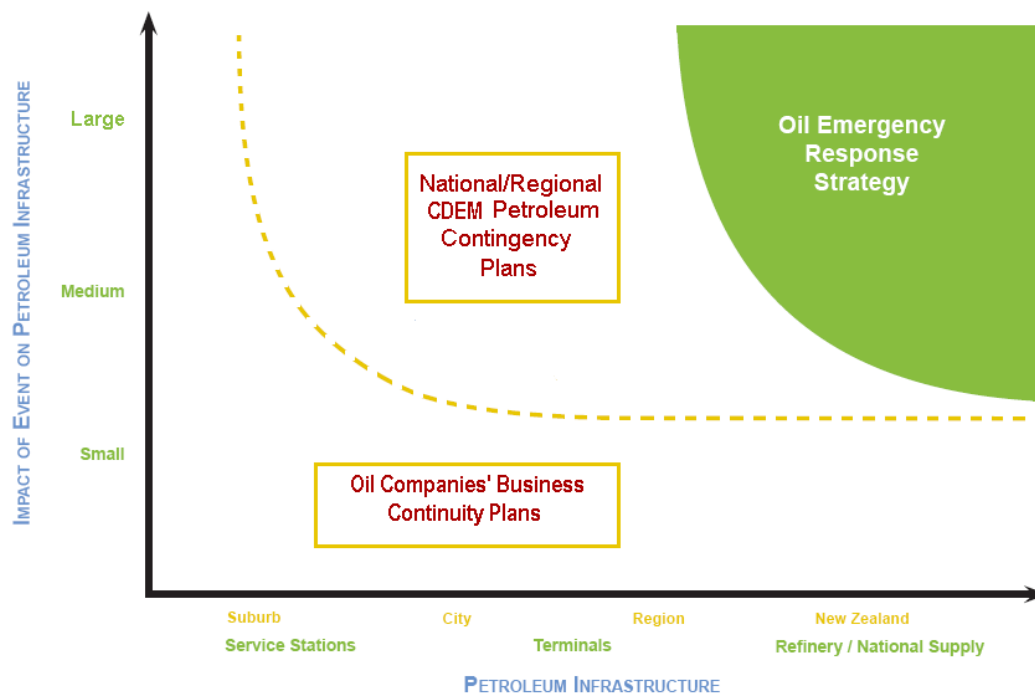 IMPACT OF EVENT ON PETROLEUM INFRASTRUCTURE
Large
Medium
Small
Oil Emergency
Response
Strategy
National/Regional
CDEM Petroleum
Contingency
Plans
Oil Companies' Business
Continuity Plans
Suburb City Region New Zealand
Service Stations Terminals Refinery / National Supply
PETROLEUM INFRASTRUCTURE